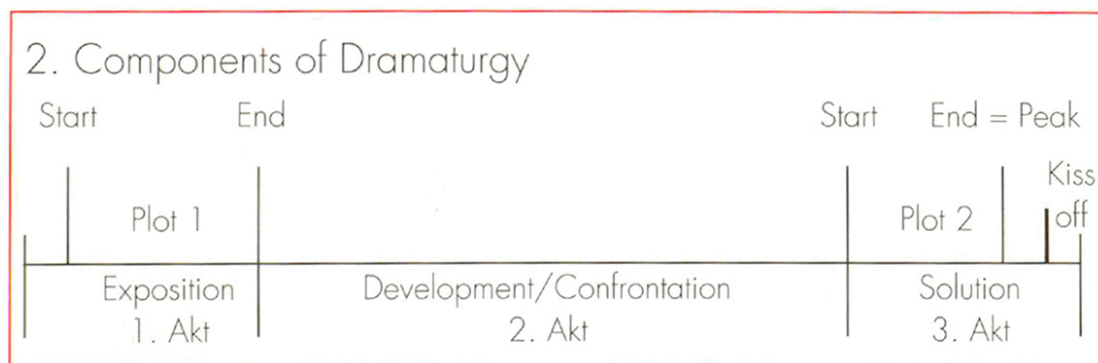 2. Components of Dramaturgy
Start End Start End = Peak
Kiss
Plot 1 Plot 2 off
Exposition Development/Confrontation Solution
1. Akt 2. Akt 3. Akt